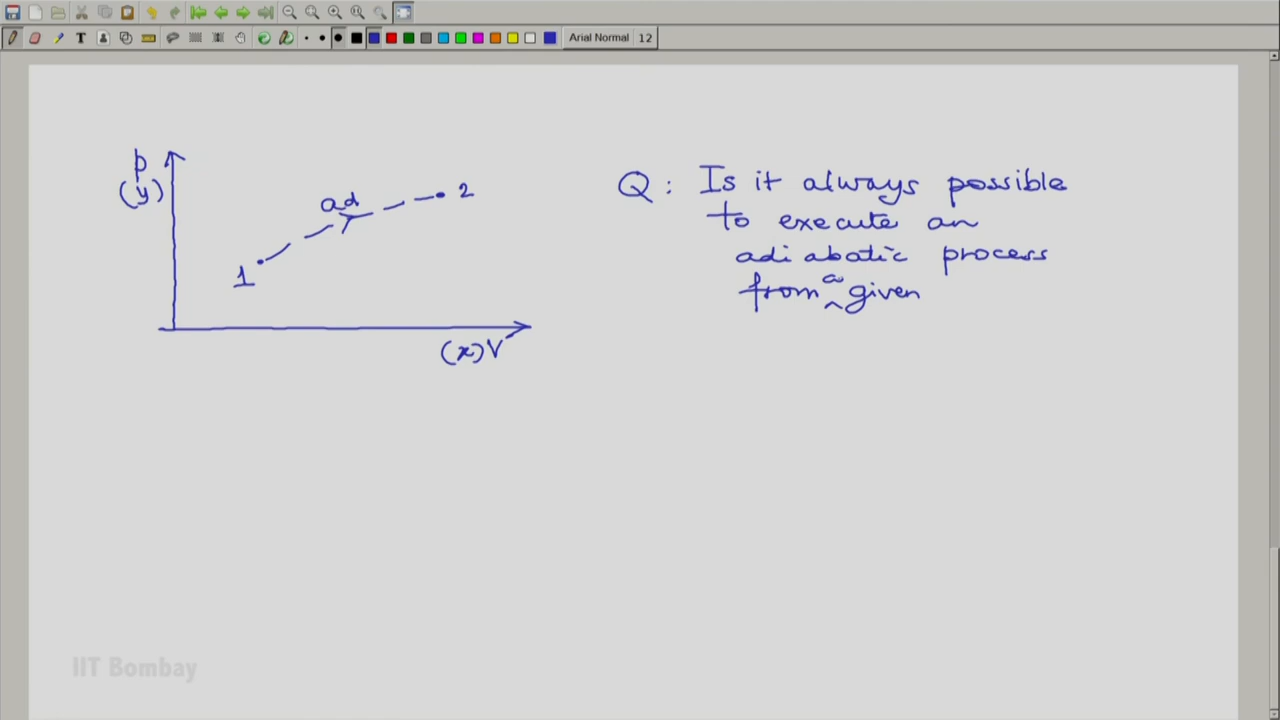 Arial Normal 12
p
(y)
ad
2
1
(x) V
Q: Is it always possible
to execute an
adiabatic process
from a given
IIT Bombay